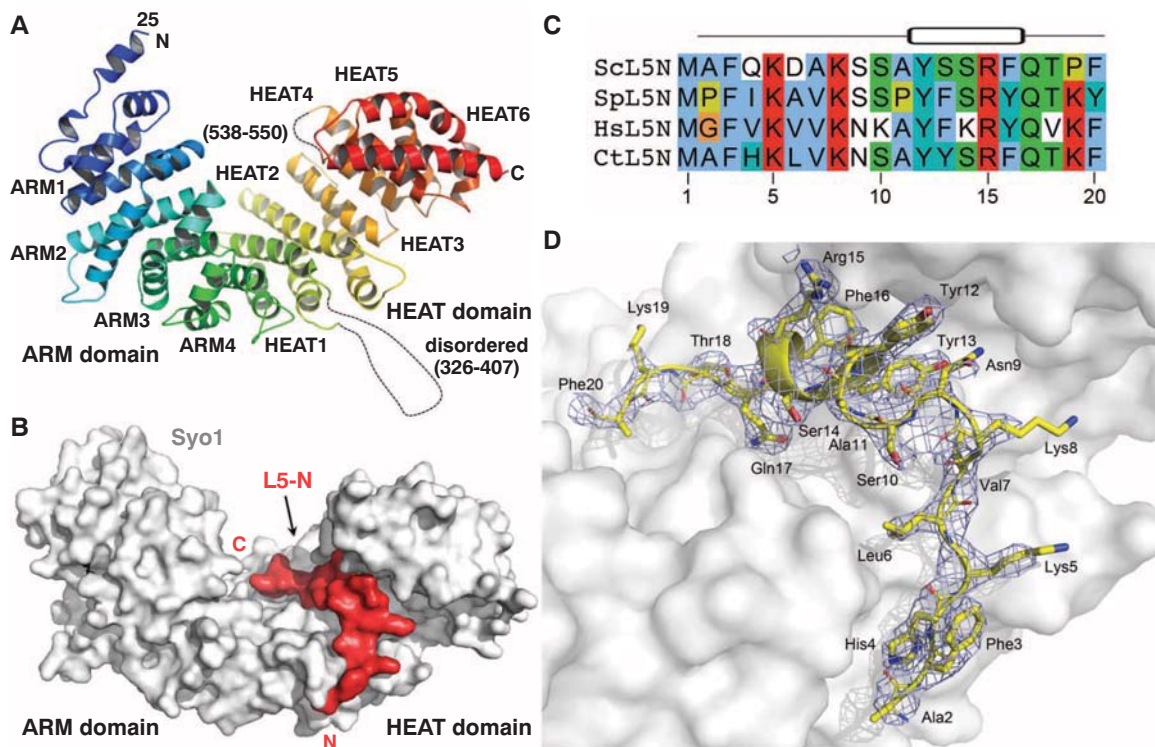 A
25
N
HEAT5
HEAT4
HEAT6
(538-550)
HEAT2
C
ARM1
ARM2
HEAT3
ARM3
HEAT domain
ARM4
HEAT1
ARM domain
disordered
(326-407)
B
Syo1
L5-N
C
ARM domain
HEAT domain
N
C
ScL5N MAFQKDAKSSAYSSRFQTPF
SpL5N MPFIKAVKSSPYFSRYQTKY
HsL5N MGFVKVVKNKAYFKRYQVKF
CtL5N MAFHKLVKNSAYYSRFQTKF
1 5 10 15 20
D
Arg15
Phe16
Tyr12
Lys19
Thr18
Tyr13
Asn9
Phe20
Ser14
Ala11
Lys8
Gln17
Ser10
Val7
Leu6
Lys5
His4
Phe3
Ala2